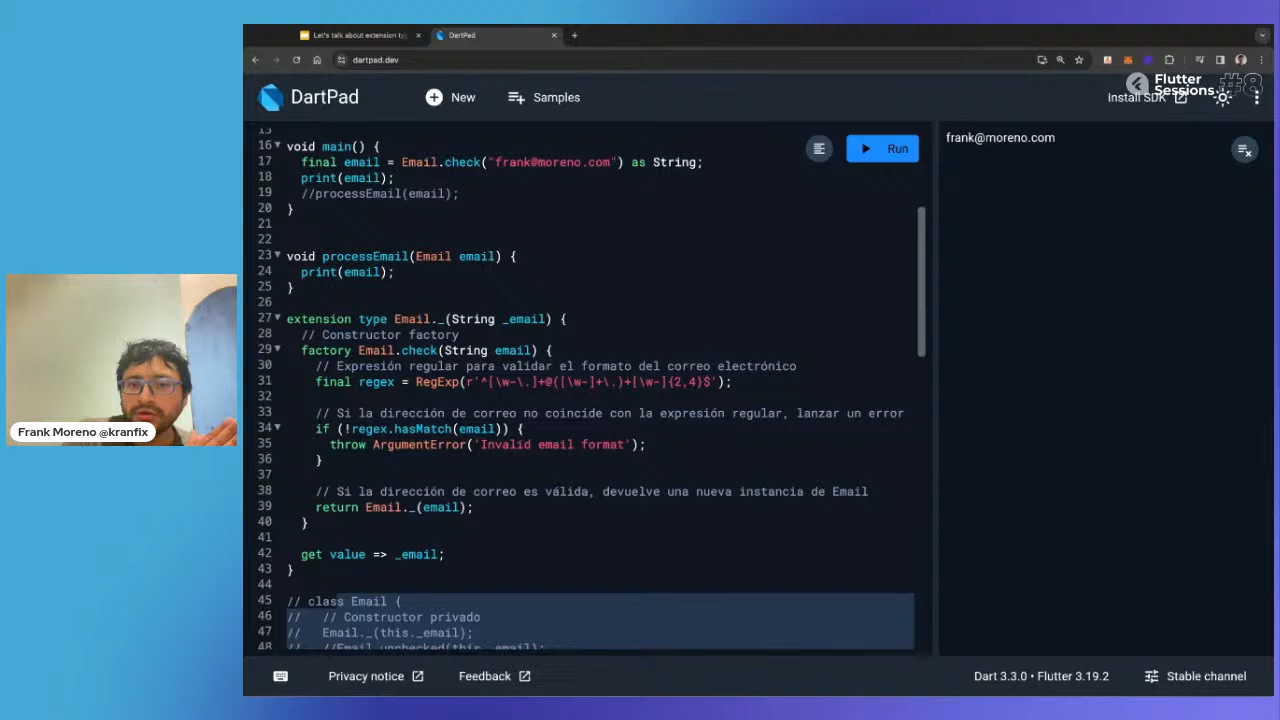 Let's talk about extension ty
DartPad
dartpad.dev
DartPad
New
Samples
Install SDK
Flutter
Sessions
#8
15
16 void main() {
17 final email = Email.check("frank@moreno.com") as String;
18 print(email);
19 //processEmail(email);
20 }
21
22
23 void processEmail(Email email) {
24 print(email);
25 }
26
27 extension type Email._(String _email) {
28 // Constructor factory
29 factory Email.check(String email) {
30 // Expresión regular para validar el formato del correo electrónico
31 final regex = RegExp(r'^[\w-\.]+@([\w-]+\.)+[\w-]{2,4}$');
32
33 // Si la dirección de correo no coincide con la expresión regular, lanzar un error
34 if (!regex.hasMatch(email)) {
35 throw ArgumentError('Invalid email format');
36 }
37
38 // Si la dirección de correo es válida, devuelve una nueva instancia de Email
39 return Email._(email);
40 }
41
42 get value => _email;
43 }
44
45 // class Email {
46 // // Constructor privado
47 // Email._(this._email);
48 // //Email.unchecked(this._email);
Run
frank@moreno.com
Frank Moreno @kranfix
Privacy notice
Feedback
Dart 3.3.0 • Flutter 3.19.2
Stable channel